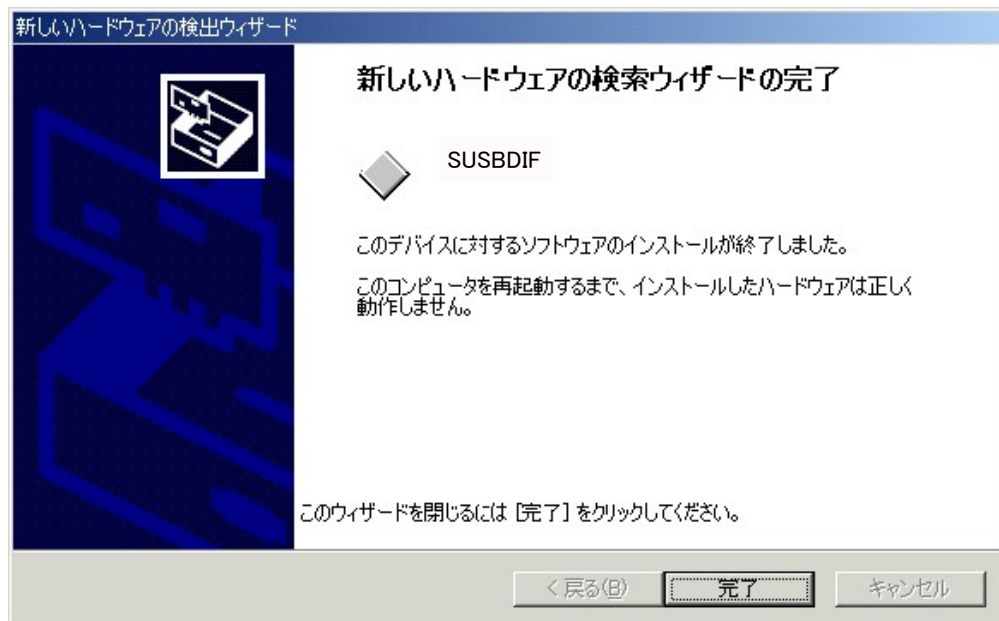 新しいハードウェアの検出ウィザード
新しいハードウェアの検索ウィザードの完了
SUSBDIF
このデバイスに対するソフトウェアのインストールが終了しました。
このコンピュータを再起動するまで、インストールしたハードウェアは正しく
動作しません。
このウィザードを閉じるには [完了] をクリックしてください。
< 戻る(B) 完了 キャンセル